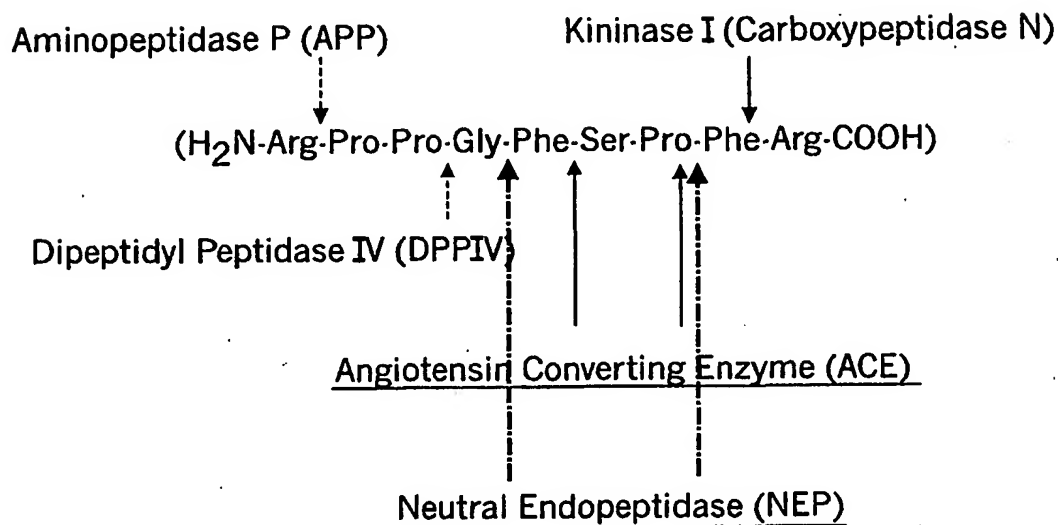 Aminopeptidase P (APP)
Kininase I (Carboxypeptidase N)
(H2N-Arg-Pro-Pro-Gly-Phe-Ser-Pro-Phe-Arg-COOH)
Dipeptidyl Peptidase IV (DPPIV)
Angiotensin Converting Enzyme (ACE)
Neutral Endopeptidase (NEP)